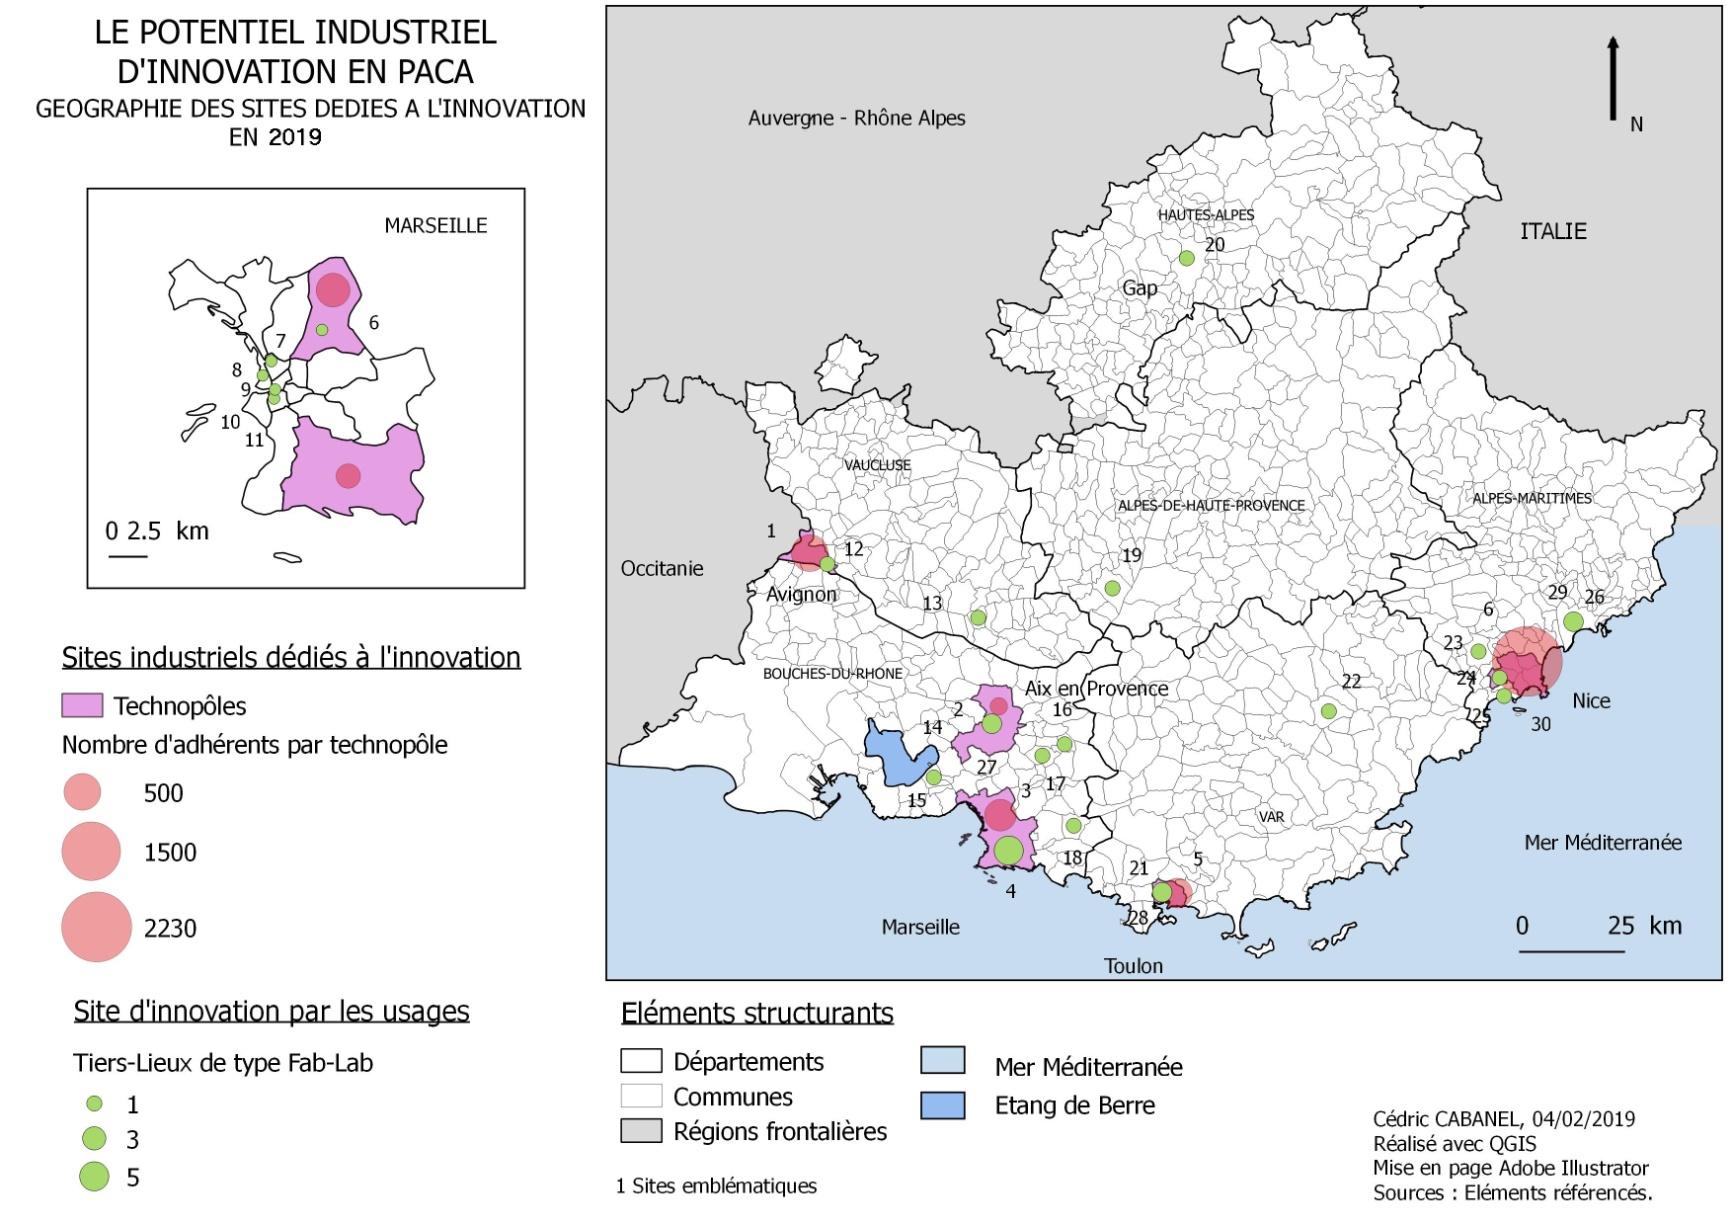 LE POTENTIEL INDUSTRIEL
D'INNOVATION EN PACA
GEOGRAPHIE DES SITES DEDIES A L'INNOVATION
EN 2019
MARSEILLE
6
7
8
9
10
11
0 2.5 km
Sites industriels dédiés à l'innovation
Technopôles
Nombre d'adhérents par technopôle
500
1500
2230
Site d'innovation par les usages
Tiers-Lieux de type Fab-Lab
1
3
5
Auvergne - Rhône Alpes
N
HAUTES-ALPES
20
ITALIE
Gap
VAUCLUSE
ALPES-MARITIMES
ALPES-DE-HAUTE-PROVENCE
1
12
19
Occitanie
Avignon
13
29
26
6
23
BOUCHES-DU-RHONE
24
Aix en Provence
22
2
16
Nice
14
25
30
27
17
15
3
VAR
Mer Méditerranée
18
21
5
4
28
Marseille
0 25 km
Toulon
Eléments structurants
Départements
Communes
Régions frontalières
Mer Méditerranée
Etang de Berre
1 Sites emblématiques
Cédric CABANEL, 04/02/2019
Réalisé avec QGIS
Mise en page Adobe Illustrator
Sources : Eléments référencés.